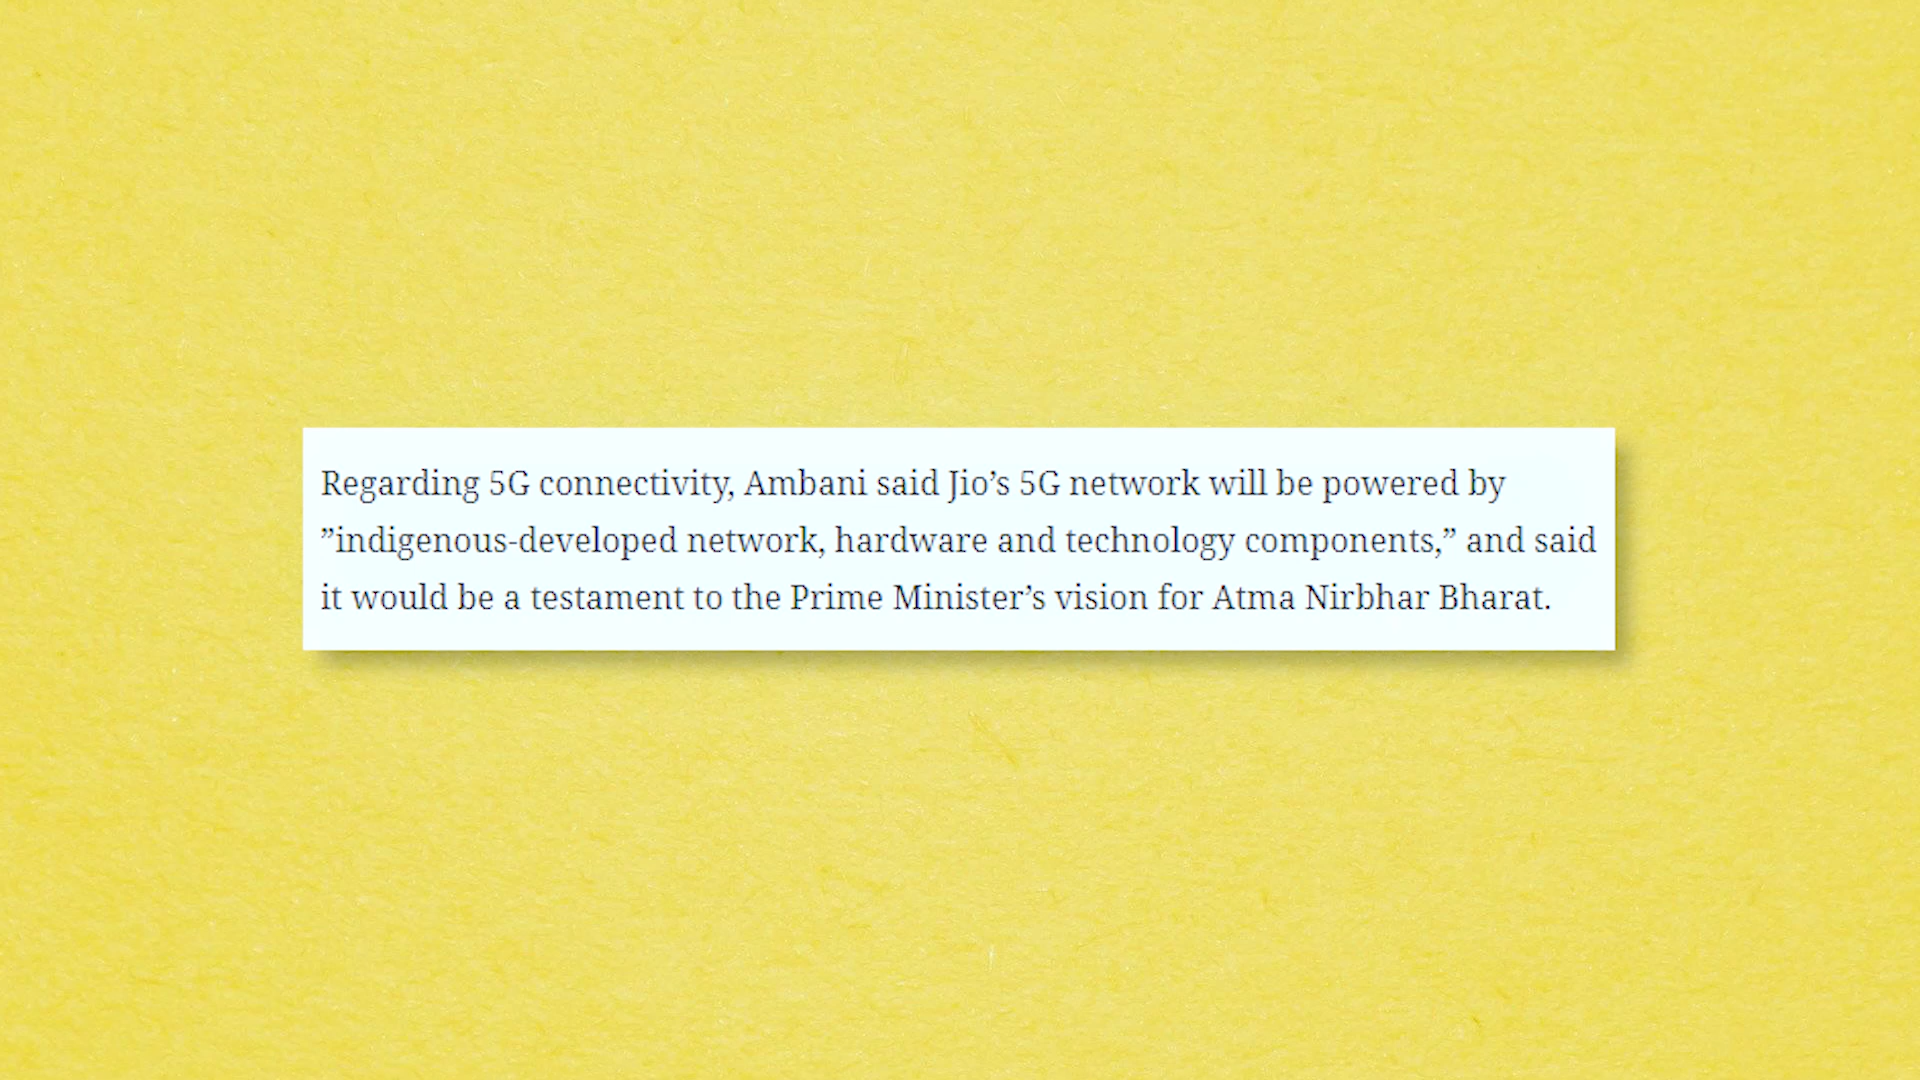 Regarding 5G connectivity, Ambani said Jio’s 5G network will be powered by
”indigenous-developed network, hardware and technology components,” and said
it would be a testament to the Prime Minister’s vision for Atma Nirbhar Bharat.